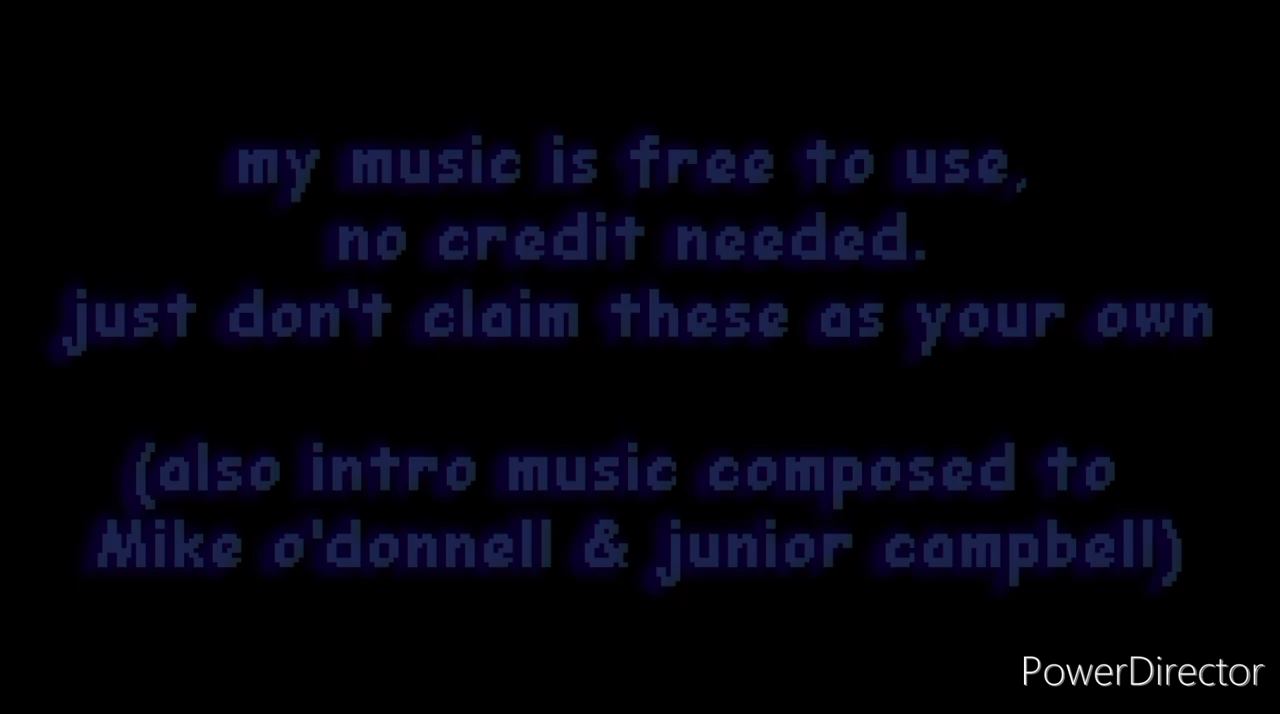 my music is free to use,
no credit needed.
just don't claim these as your own
(also intro music composed to
Mike o'donnell & junior campbell)
PowerDirector